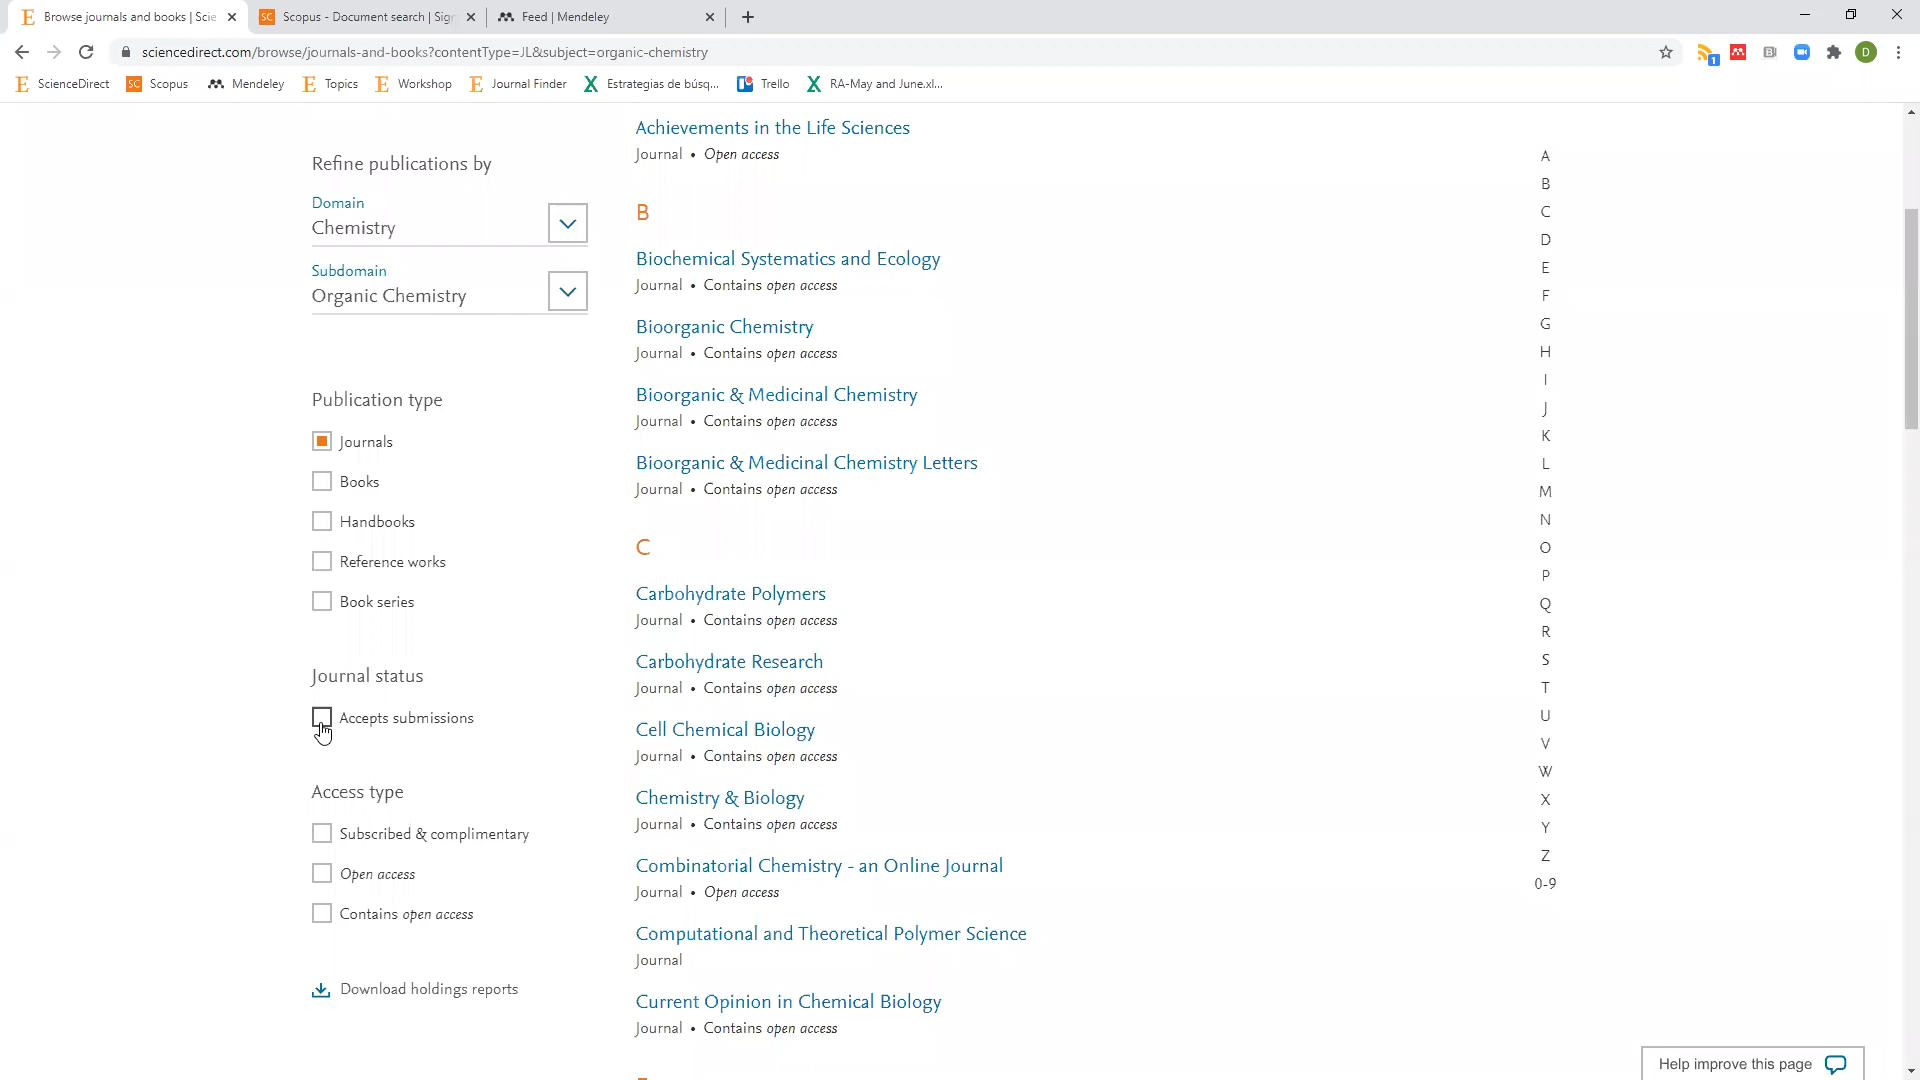 Browse journals and books | Scie
Scopus - Document search | Sig
Feed | Mendeley
sciencedirect.com/browse/journals-and-books?contentType=JL&subject=organic-chemistry
ScienceDirect
Scopus
Mendeley
Topics
Workshop
Journal Finder
Estrategias de búsq...
Trello
RA-May and June.xl...
Refine publications by
Domain
Chemistry
Subdomain
Organic Chemistry
Publication type
Journals
Books
Handbooks
Reference works
Book series
Journal status
Accepts submissions
Access type
Subscribed & complimentary
Open access
Contains open access
Download holdings reports
Achievements in the Life Sciences
Journal • Open access
B
Biochemical Systematics and Ecology
Journal • Contains open access
Bioorganic Chemistry
Journal • Contains open access
Bioorganic & Medicinal Chemistry
Journal • Contains open access
Bioorganic & Medicinal Chemistry Letters
Journal • Contains open access
C
Carbohydrate Polymers
Journal • Contains open access
Carbohydrate Research
Journal • Contains open access
Cell Chemical Biology
Journal • Contains open access
Chemistry & Biology
Journal • Contains open access
Combinatorial Chemistry - an Online Journal
Journal • Open access
Computational and Theoretical Polymer Science
Journal
Current Opinion in Chemical Biology
Journal • Contains open access
A
B
C
D
E
F
G
H
I
J
K
L
M
N
O
P
Q
R
S
T
U
V
W
X
Y
Z
0-9
Help improve this page